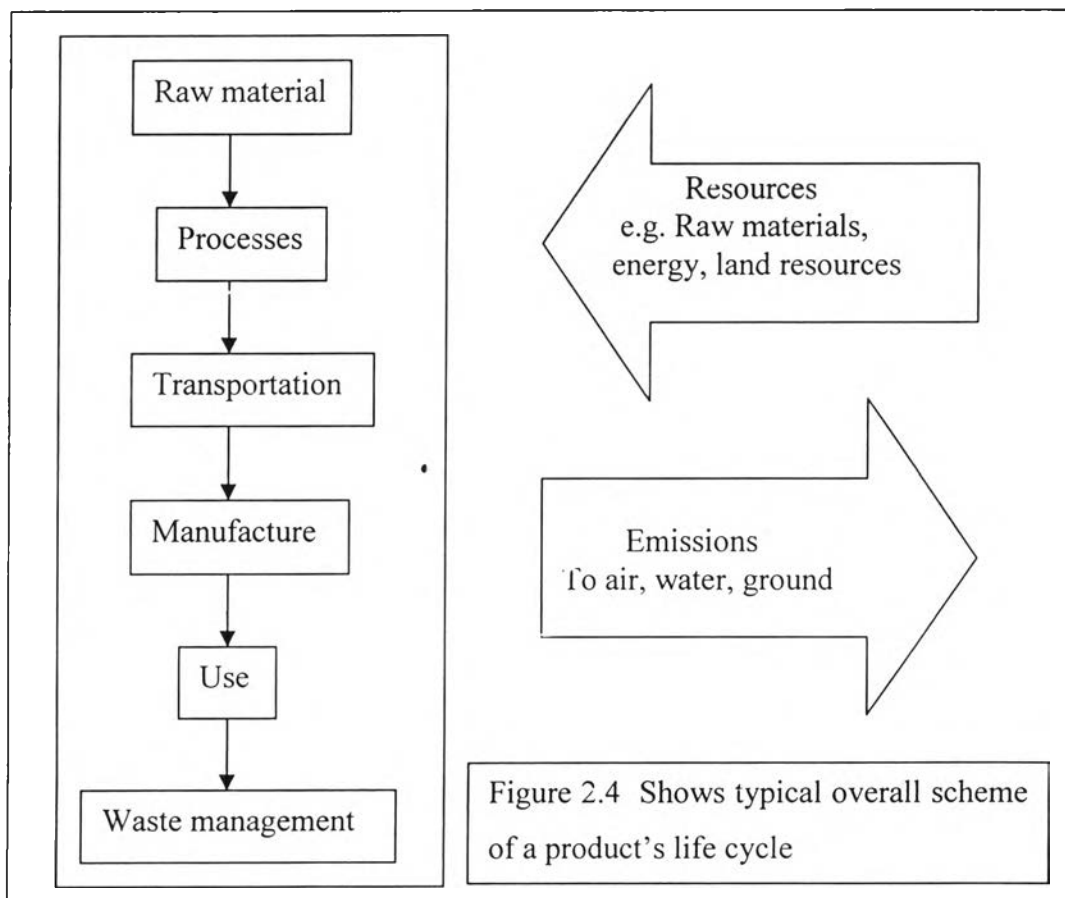 Raw material
Processes
Transportation
Manufacture
Use
Waste management
Resources
e.g. Raw materials,
energy, land resources
Emissions
To air, water, ground
Figure 2.4 Shows typical overall scheme
of a product's life cycle